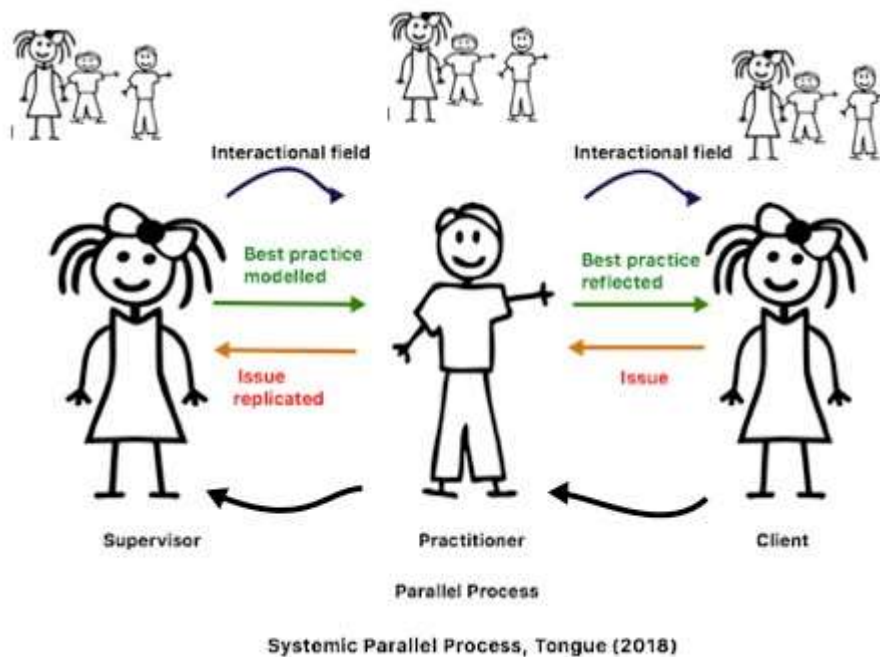 Interactional field
Interactional field
Best practice
modelled
Best practice
reflected
Issue
replicated
Issue
Supervisor
Practitioner
Client
Parallel Process
Systemic Parallel Process, Tongue (2018)